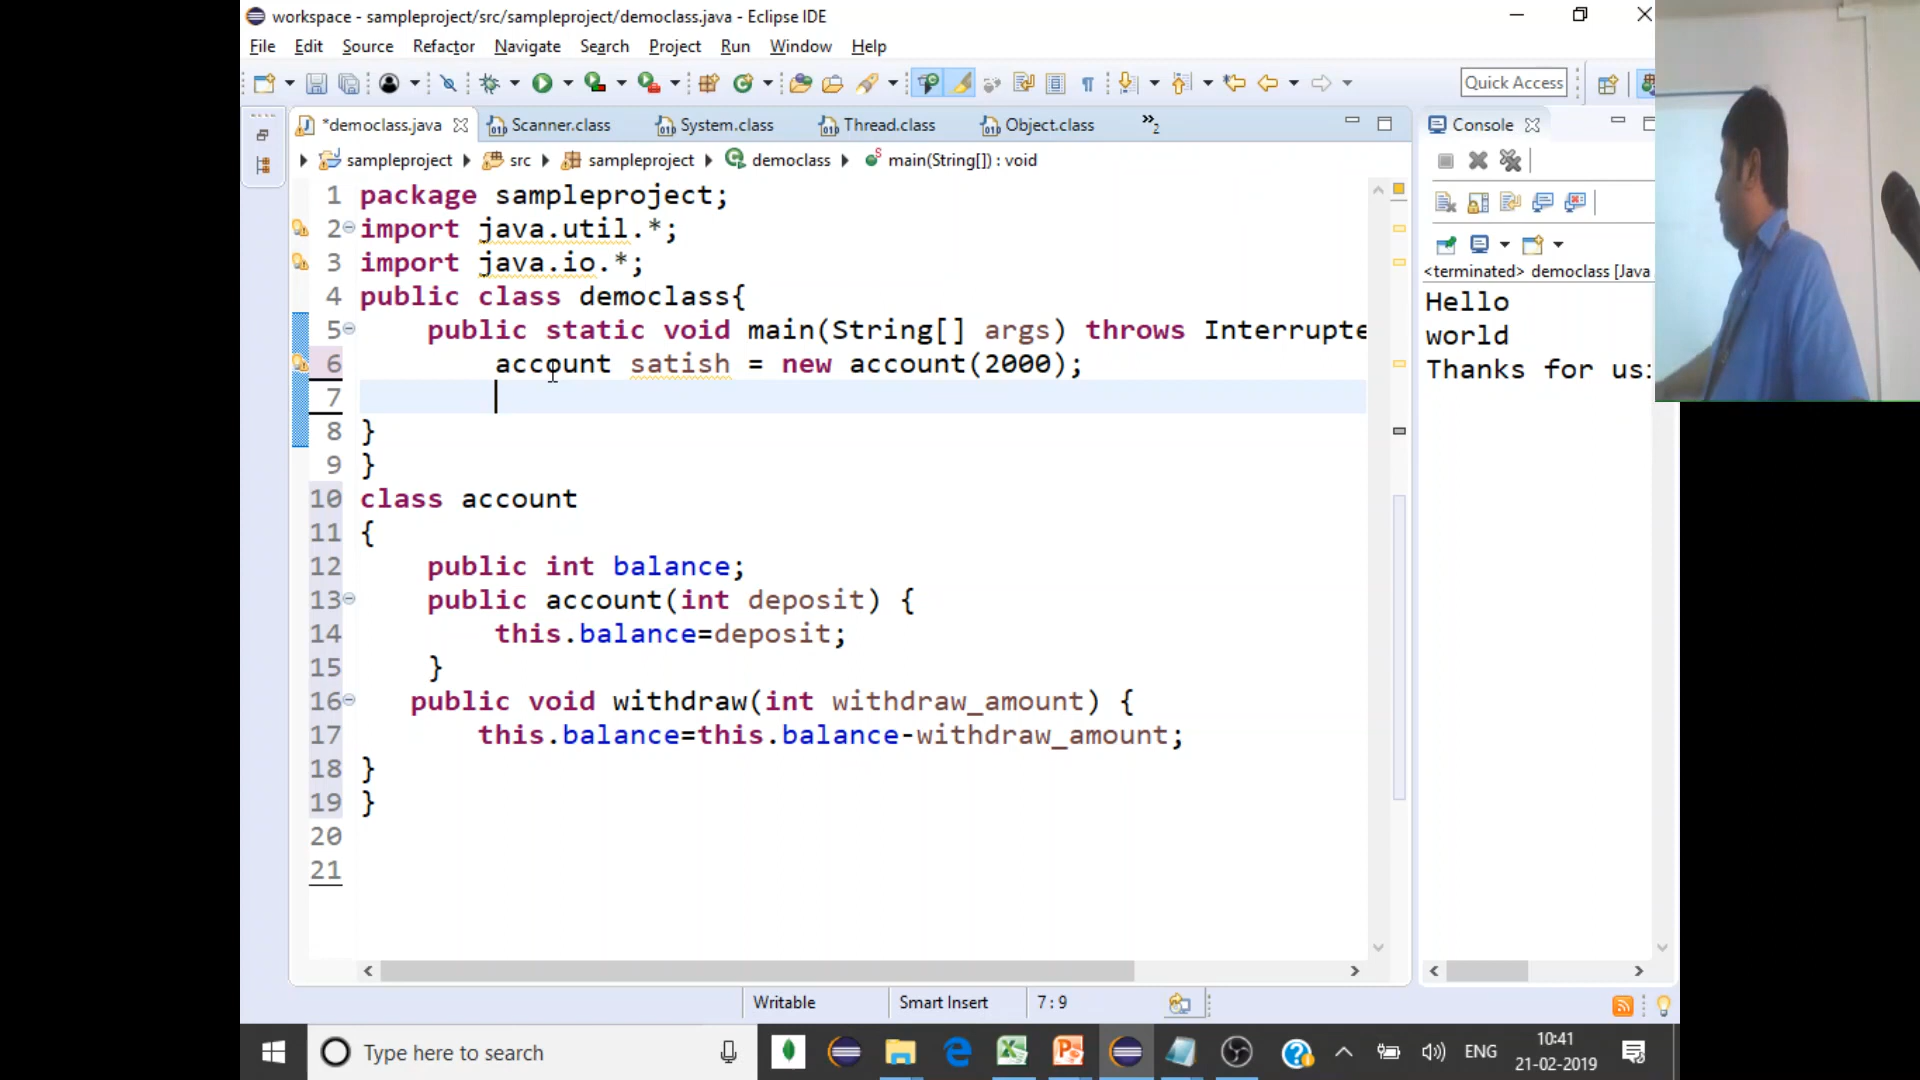 workspace - sampleproject/src/sampleproject/democlass.java - Eclipse IDE
File Edit Source Refactor Navigate Search Project Run Window Help
Quick Access
*democlass.java Scanner.class System.class Thread.class Object.class »2 Console
sampleproject src sampleproject democlass main(String[]) : void
1 package sampleproject;
2 import java.util.*;
3 import java.io.*;
4 public class democlass{
5 public static void main(String[] args) throws Interrupte
6 account satish = new account(2000);
7
8 }
9 }
10 class account
11 {
12 public int balance;
13 public account(int deposit) {
14 this.balance=deposit;
15 }
16 public void withdraw(int withdraw_amount) {
17 this.balance=this.balance-withdraw_amount;
18 }
19 }
20
21
<terminated> democlass [Java
Hello
world
Thanks for us
Writable Smart Insert 7 : 9
Type here to search
ENG
10:41
21-02-2019